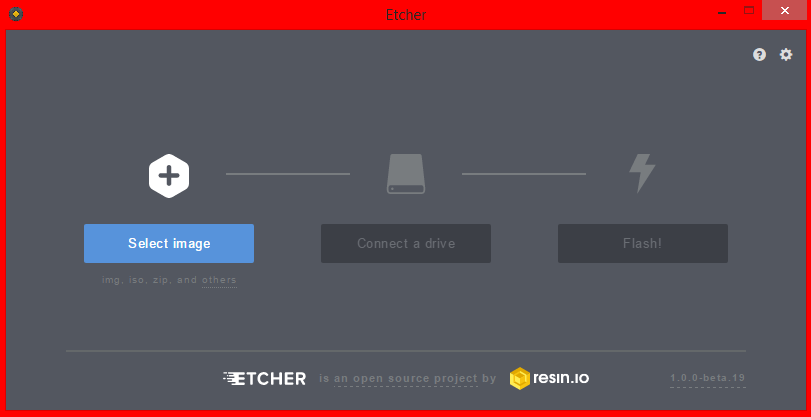 Etcher
Select image
Connect a drive
Flash!
img, iso, zip, and others
ETCHER is an open source project by resin.io
1.0.0-beta.19